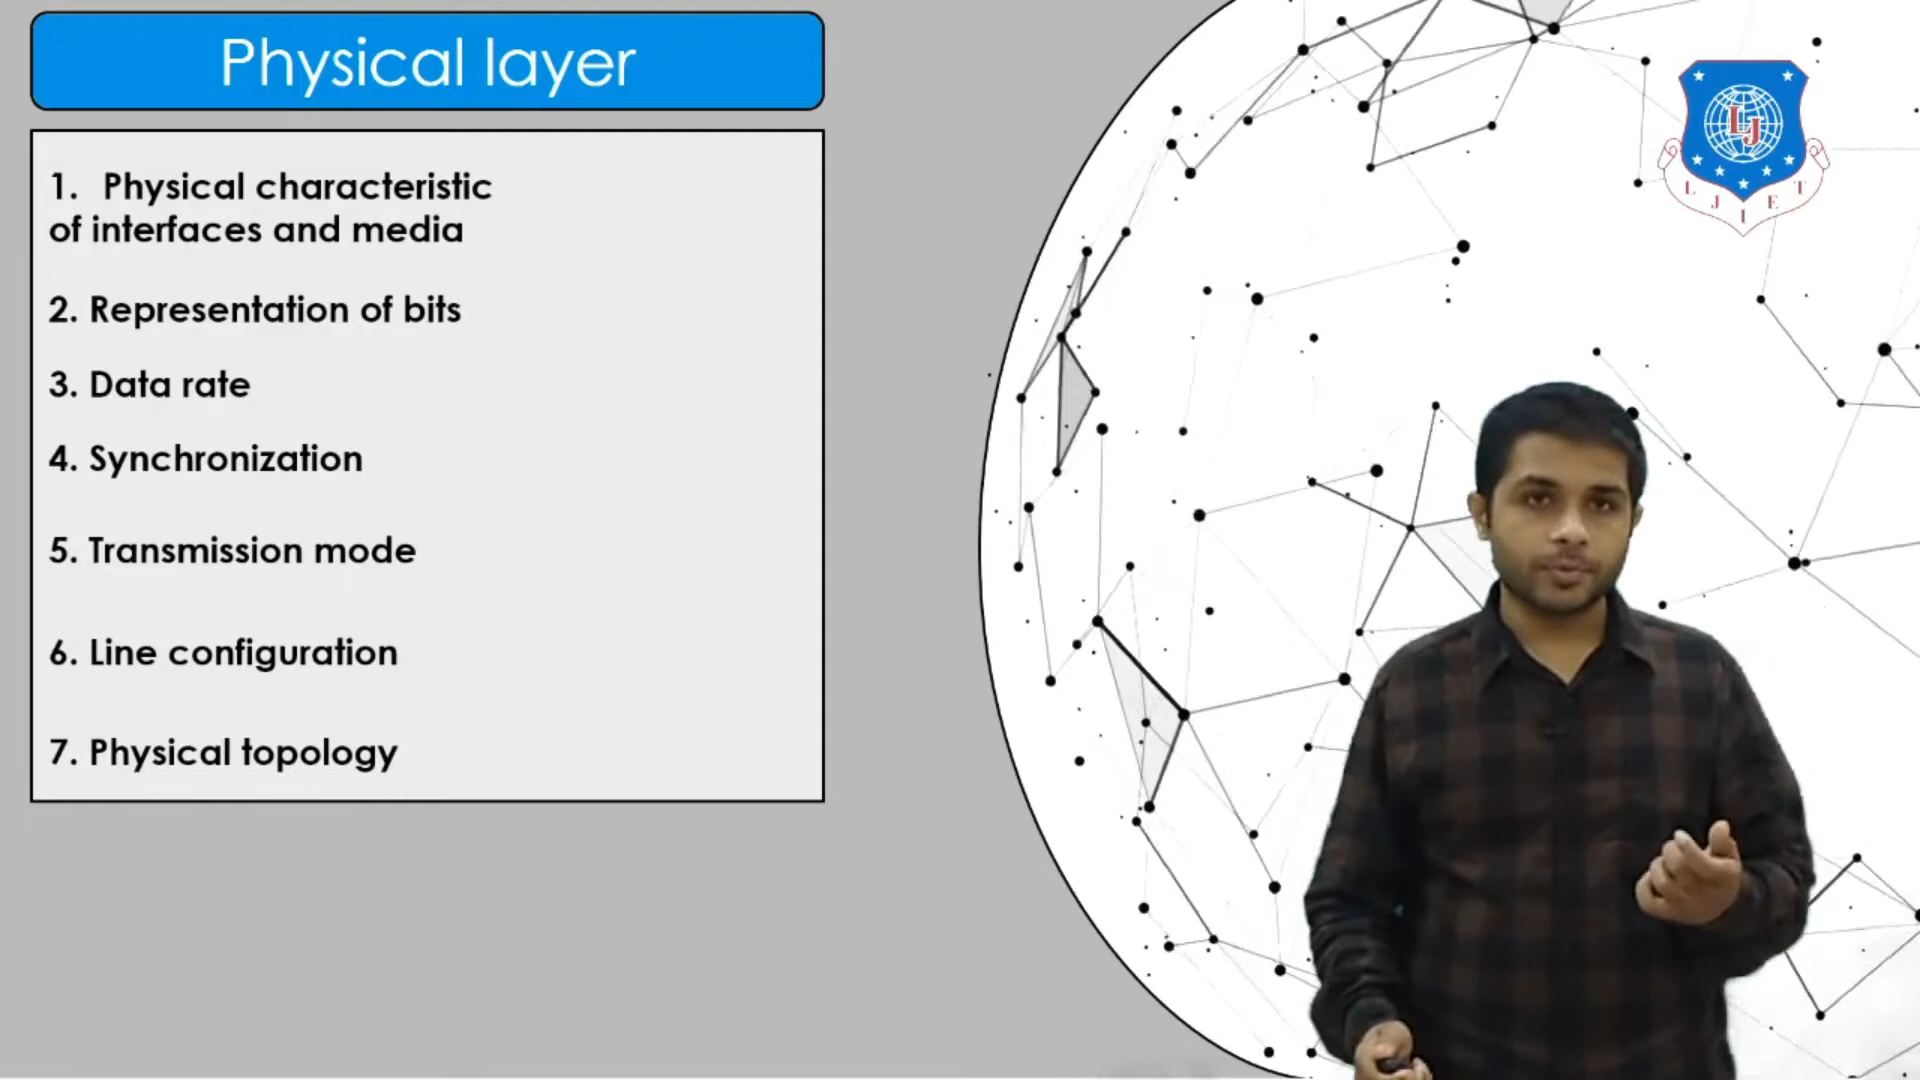 Physical layer
1. Physical characteristic
of interfaces and media
2. Representation of bits
3. Data rate
4. Synchronization
5. Transmission mode
6. Line configuration
7. Physical topology
LJ
L J I E T